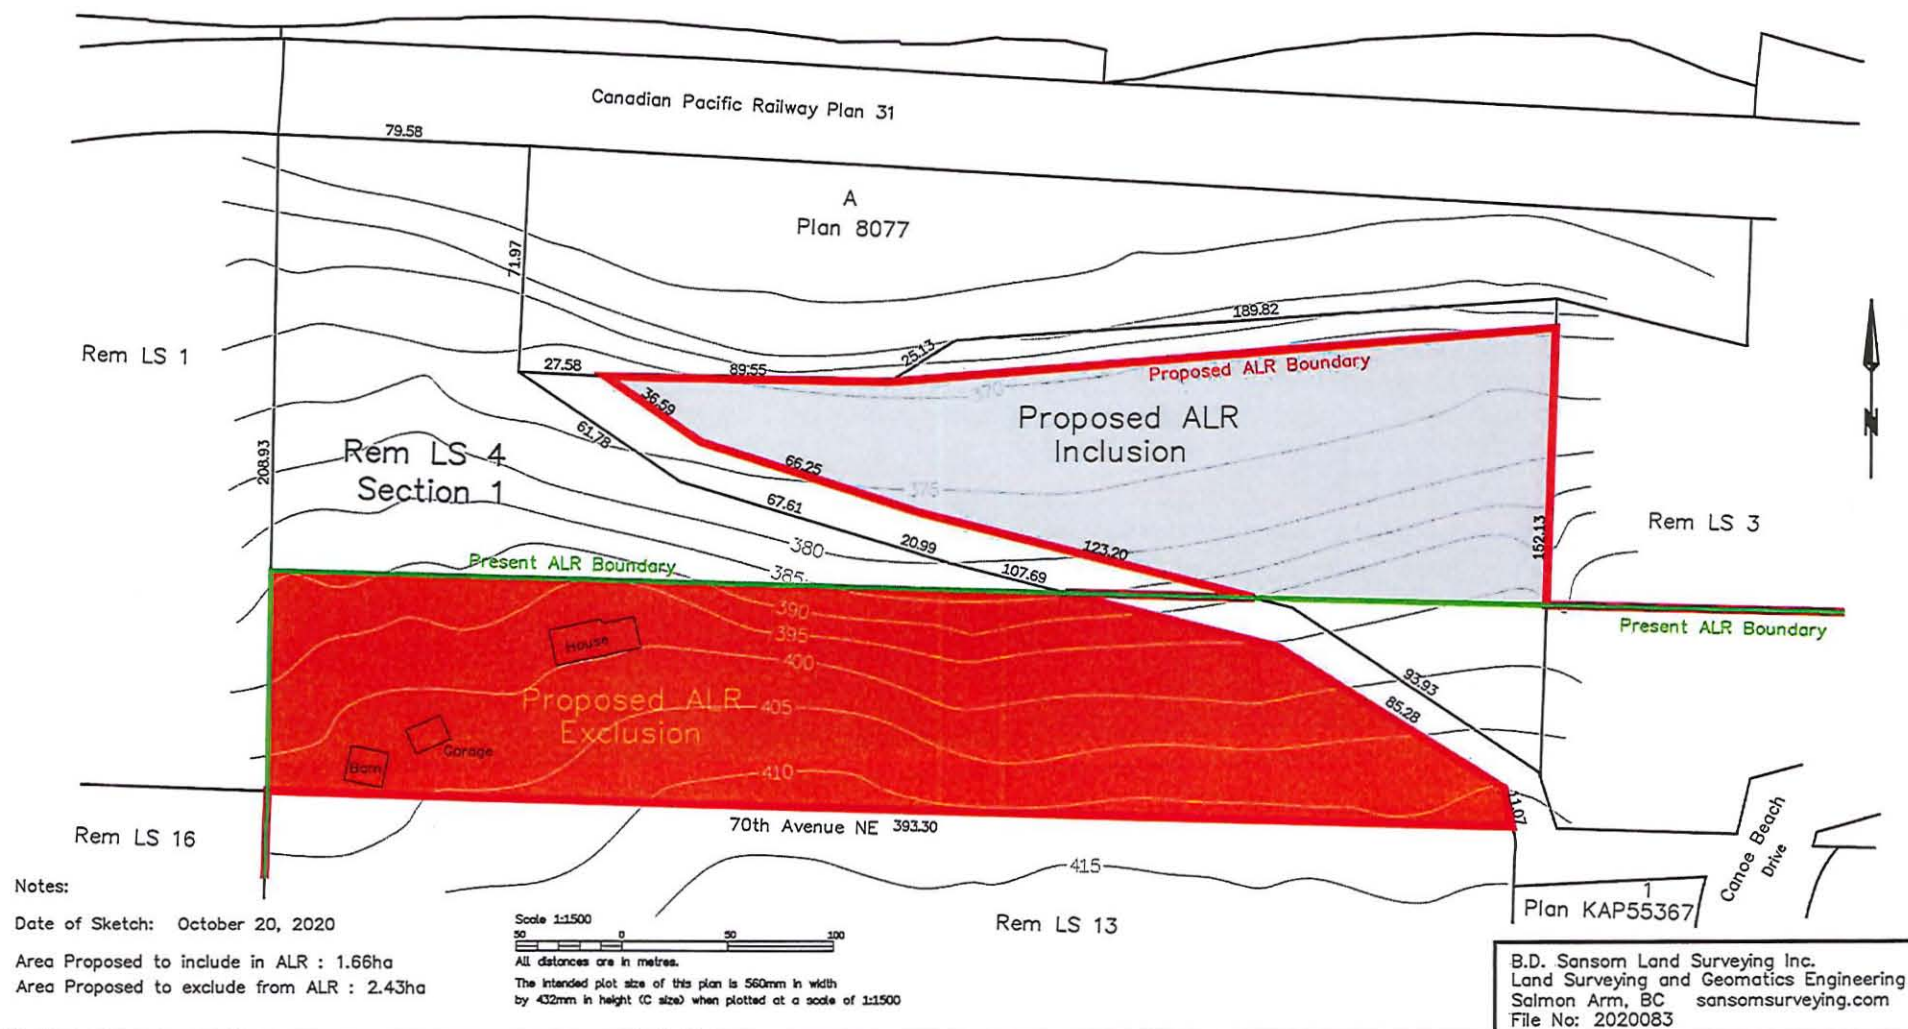 Canadian Pacific Railway Plan 31
79.58
A
Plan 8077
71.97
189.82
25.13
Rem LS 1
27.58
89.55
Proposed ALR Boundary
370
36.59
Proposed ALR
Inclusion
61.78
Rem LS 4
Section 1
208.93
66.25
375
67.61
Rem LS 3
152.13
20.99
123.20
380
Present ALR Boundary
385
107.69
390
395
400
House
Present ALR Boundary
93.93
85.28
Proposed ALR
Exclusion
405
Garage
Barn
410
11.07
70th Avenue NE 393.30
Rem LS 16
415
Canoe Beach
Drive
1
Plan KAP55367
Rem LS 13
N
Notes:
Date of Sketch: October 20, 2020
Area Proposed to include in ALR : 1.66ha
Area Proposed to exclude from ALR : 2.43ha
Scale 1:1500
50 0 50 100
All distances are in metres.
The intended plot size of this plan is 560mm in width
by 432mm in height (C size) when plotted at a scale of 1:1500
B.D. Sansom Land Surveying Inc.
Land Surveying and Geomatics Engineering
Salmon Arm, BC sansomsurveying.com
File No: 2020083